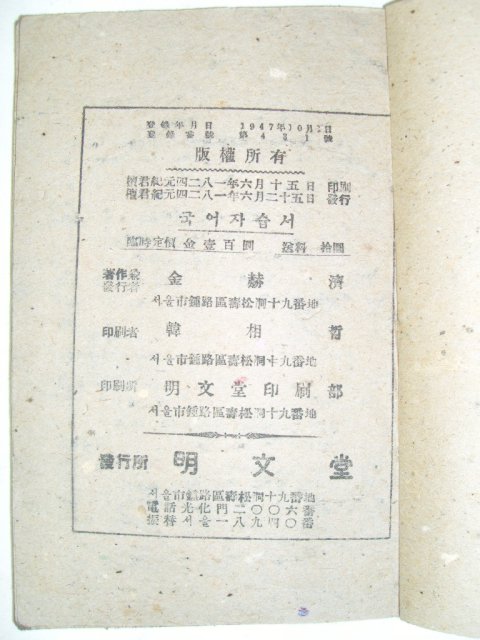 登錄年月日 1947年10月1日
登錄番號 第431號
版權所有
檀君紀元四二八一年六月十五日 印刷
檀君紀元四二八一年六月二十五日 發行
국어자습서
臨時定價 金壹百圓 送料 拾圓
著作兼
發行者 金赫濟
서울市鍾路區壽松洞十九番地
印刷者 韓相
서울市鍾路區壽松洞十九番地
印刷所 明文堂印刷部
서울市鍾路區壽松洞十九番地
發行所 明文堂
서울市鍾路區壽松洞十九番地
電話光化門二〇〇六番
振替서울一八九四〇番